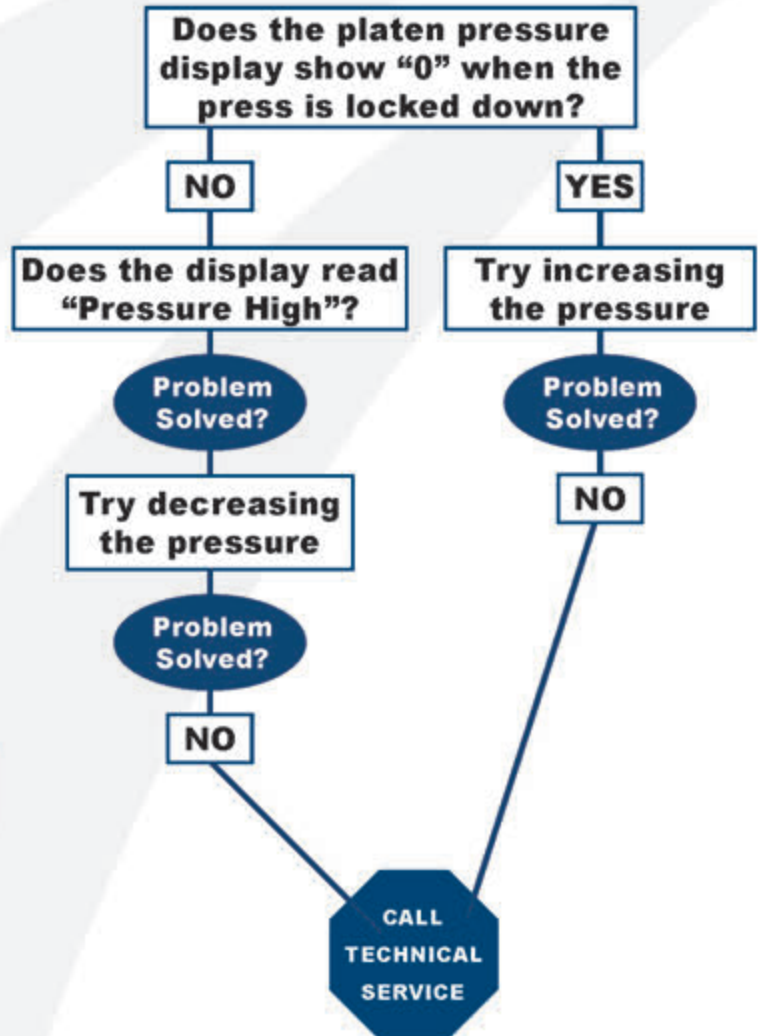 Does the platen pressure
display show “0” when the
press is locked down?
NO
YES
Does the display read
“Pressure High”?
Try increasing
the pressure
Problem
Solved?
Problem
Solved?
Try decreasing
the pressure
NO
Problem
Solved?
NO
CALL
TECHNICAL
SERVICE